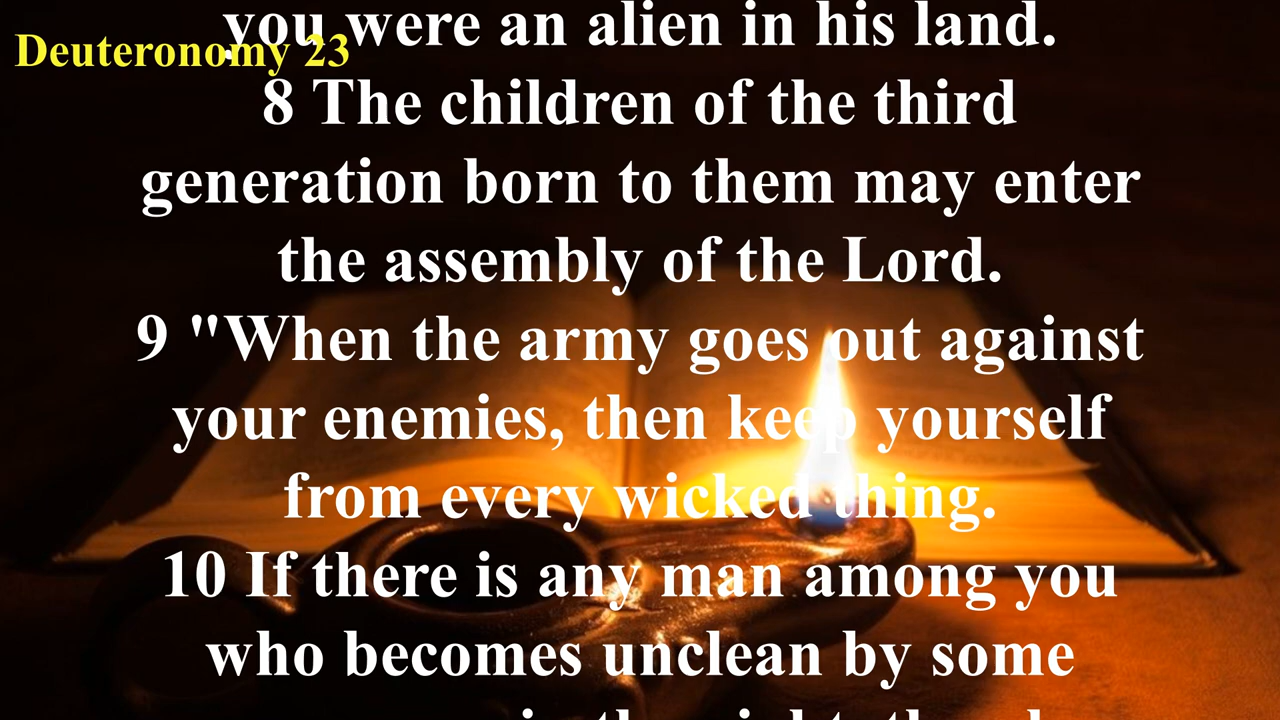 you were an alien in his land.
Deuteronomy 23
8 The children of the third
generation born to them may enter
the assembly of the Lord.
9 "When the army goes out against
your enemies, then keep yourself
from every wicked thing.
10 If there is any man among you
who becomes unclean by some